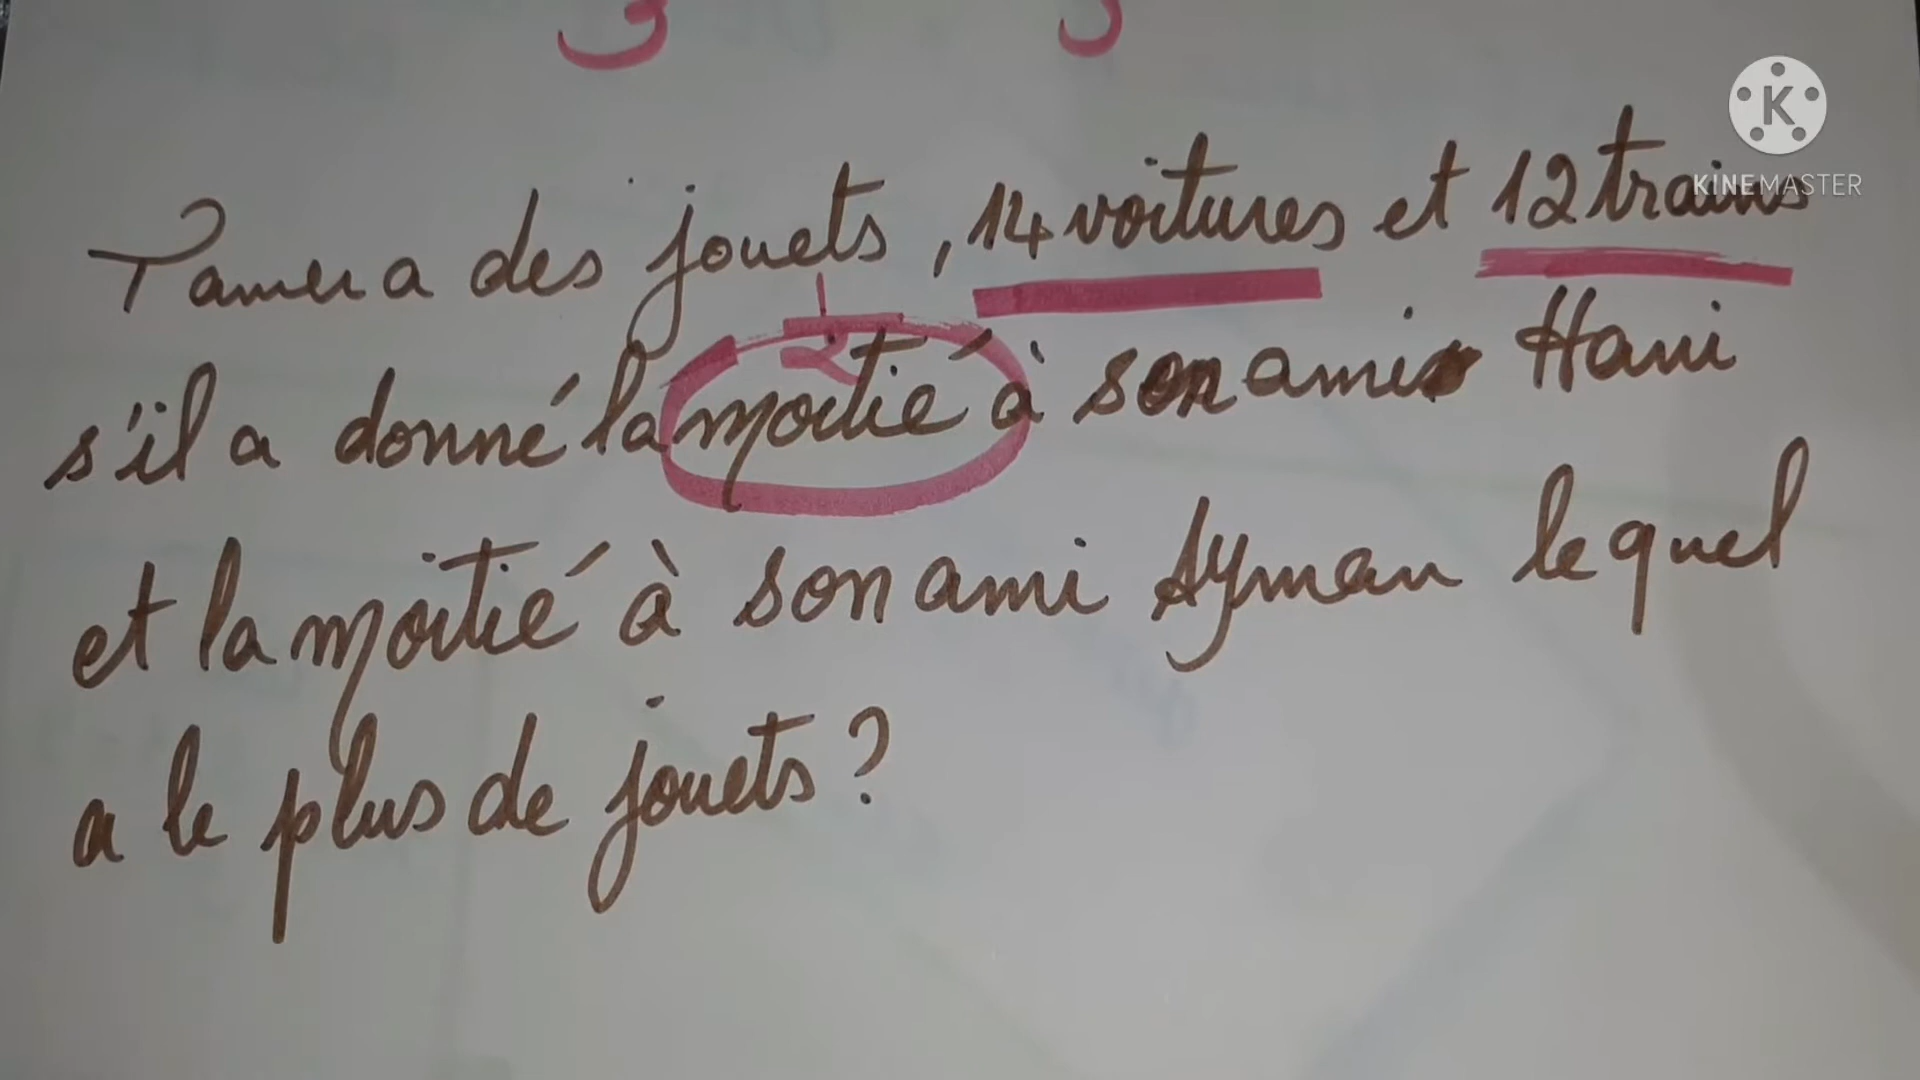 KINEMASTER
Tamer a des jouets, 14 voitures et 12 trains
s'il a donné la moitié à son ami Hani
et la moitié à son ami Ayman lequel
a le plus de jouets?